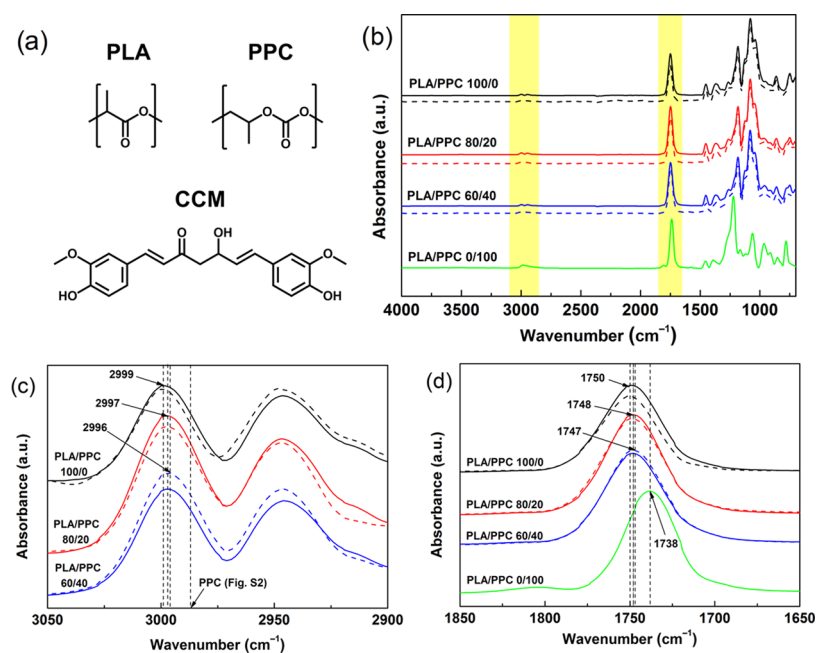 (a)
PLA
PPC
O
O
O
O
O
CCM
O
OH
O
O
HO
OH
(b)
PLA/PPC 100/0
PLA/PPC 80/20
PLA/PPC 60/40
PLA/PPC 0/100
Absorbance (a.u.)
4000 3500 3000 2500 2000 1500 1000
Wavenumber (cm⁻¹)
(c)
2999
2997
2996
PLA/PPC
100/0
PLA/PPC
80/20
PLA/PPC
60/40
PPC (Fig. S2)
Absorbance (a.u.)
3050 3000 2950 2900
Wavenumber (cm⁻¹)
(d)
1750
1748
1747
PLA/PPC 100/0
PLA/PPC 80/20
PLA/PPC 60/40
1738
PLA/PPC 0/100
Absorbance (a.u.)
1850 1800 1750 1700 1650
Wavenumber (cm⁻¹)